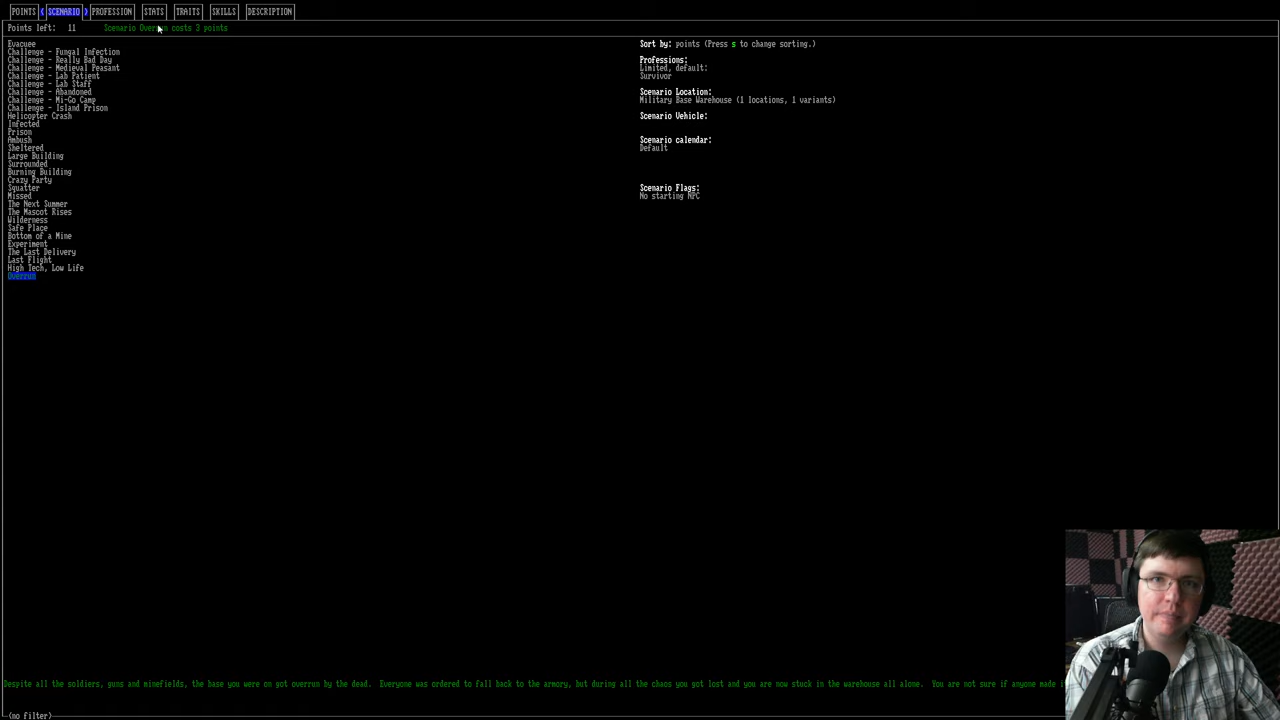 POINTS < SCENARIO > PROFESSION STATS TRAITS SKILLS DESCRIPTION
Points left: 11 Scenario Overrun costs 3 points
Evacuee
Challenge - Fungal Infection
Challenge - Really Bad Day
Challenge - Medieval Peasant
Challenge - Lab Patient
Challenge - Lab Staff
Challenge - Abandoned
Challenge - Mi-Go Camp
Challenge - Island Prison
Helicopter Crash
Infected
Prison
Ambush
Sheltered
Large Building
Surrounded
Burning Building
Crazy Party
Squatter
Missed
The Next Summer
The Mascot Rises
Wilderness
Safe Place
Bottom of a Mine
Experiment
The Last Delivery
Last Flight
High Tech, Low Life
Overrun
Sort by: points (Press s to change sorting.)
Professions:
Limited, default:
Survivor
Scenario Location:
Military Base Warehouse (1 locations, 1 variants)
Scenario Vehicle:
Scenario calendar:
Default
Scenario Flags:
No starting NPC
Despite all the soldiers, guns and minefields, the base you were on got overrun by the dead. Everyone was ordered to fall back to the armory, but during all the chaos you got lost and you are now stuck in the warehouse all alone. You are not sure if anyone made
(no filter)